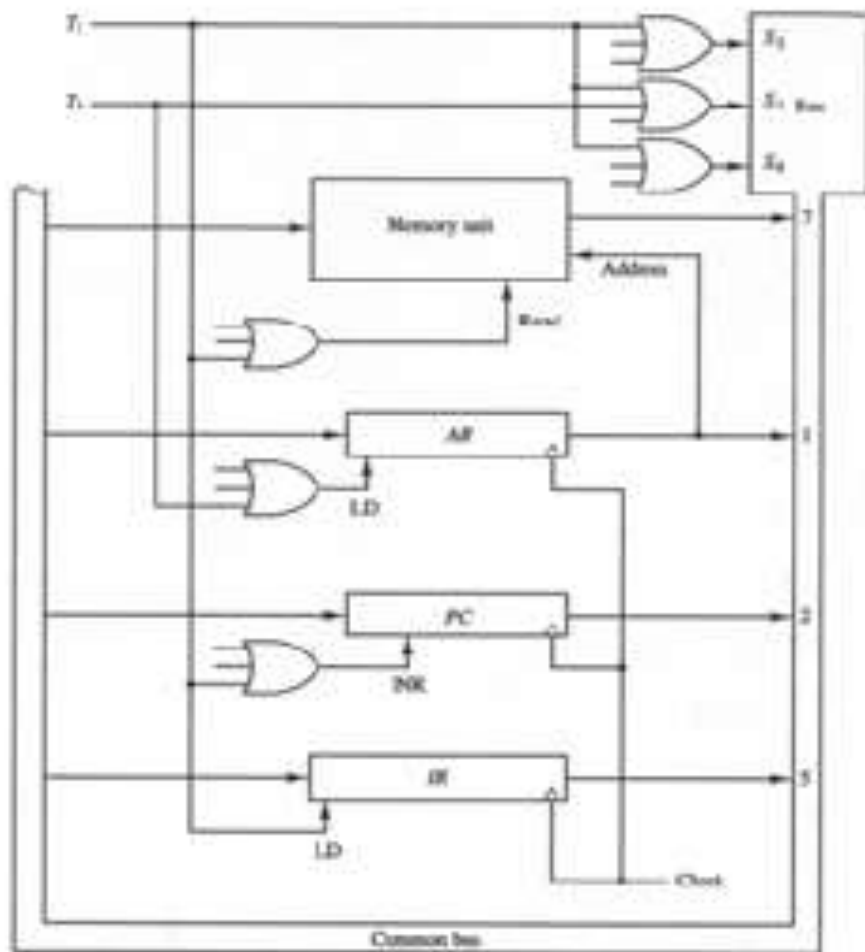 T₁
S₂
S₁ Bus
S₀
7
Memory unit
Address
Read
AR
1
LD
PC
2
INR
IR
5
LD
Clock
Common bus